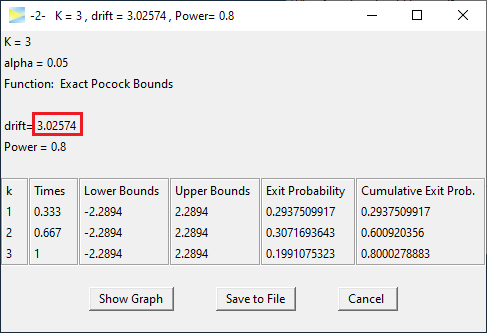 -2- K = 3 , drift = 3.02574 , Power= 0.8
K = 3
alpha = 0.05
Function: Exact Pocock Bounds
drift= 3.02574
Power = 0.8
k Times Lower Bounds Upper Bounds Exit Probability Cumulative Exit Prob.
1 0.333 -2.2894 2.2894 0.2937509917 0.2937509917
2 0.667 -2.2894 2.2894 0.3071693643 0.600920356
3 1 -2.2894 2.2894 0.1991075323 0.8000278883
Show Graph Save to File Cancel